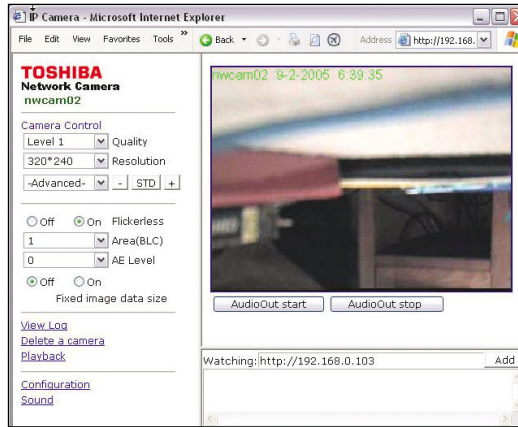 IP Camera - Microsoft Internet Explorer
File Edit View Favorites Tools » Back Address http://192.168.
TOSHIBA
Network Camera
nwcam02
Camera Control
Level 1 Quality
320*240 Resolution
-Advanced- - STD +
Off On Flickerless
1 Area(BLC)
0 AE Level
Off On
Fixed image data size
View Log
Delete a camera
Playback
Configuration
Sound
nwcam02 9-2-2005 6:39:35
AudioOut start AudioOut stop
Watching: http://192.168.0.103 Add